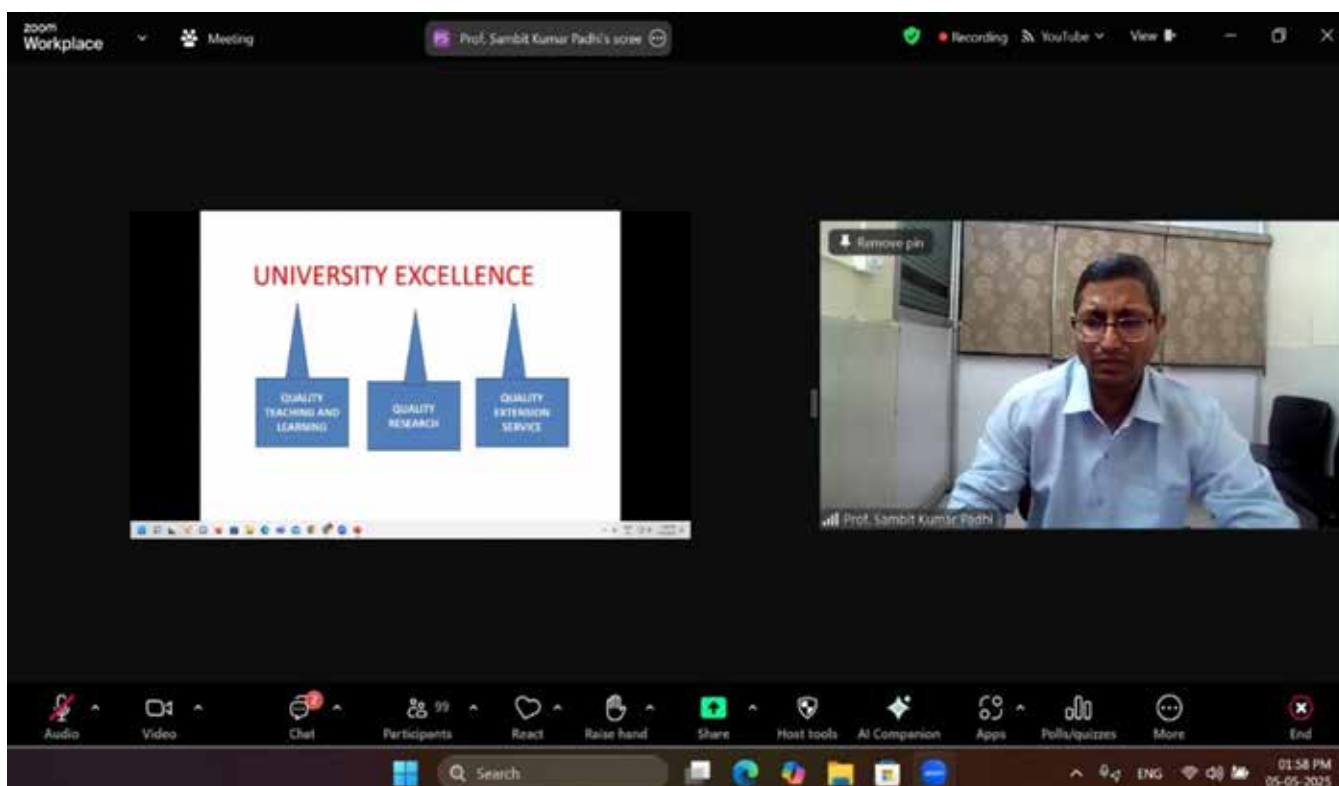 zoom
Workplace
Meeting
PS Prof. Sambit Kumar Padhi's scree
Recording
YouTube
View
UNIVERSITY EXCELLENCE
QUALITY
TEACHING AND
LEARNING
QUALITY
RESEARCH
QUALITY
EXTENSION
SERVICE
Remove pin
Prof. Sambit Kumar Padhi
Audio
Video
2
Chat
99
Participants
React
Raise hand
Share
Host tools
AI Companion
Apps
Polls/quizzes
More
End
Search
ENG
01:58 PM
05-05-2025